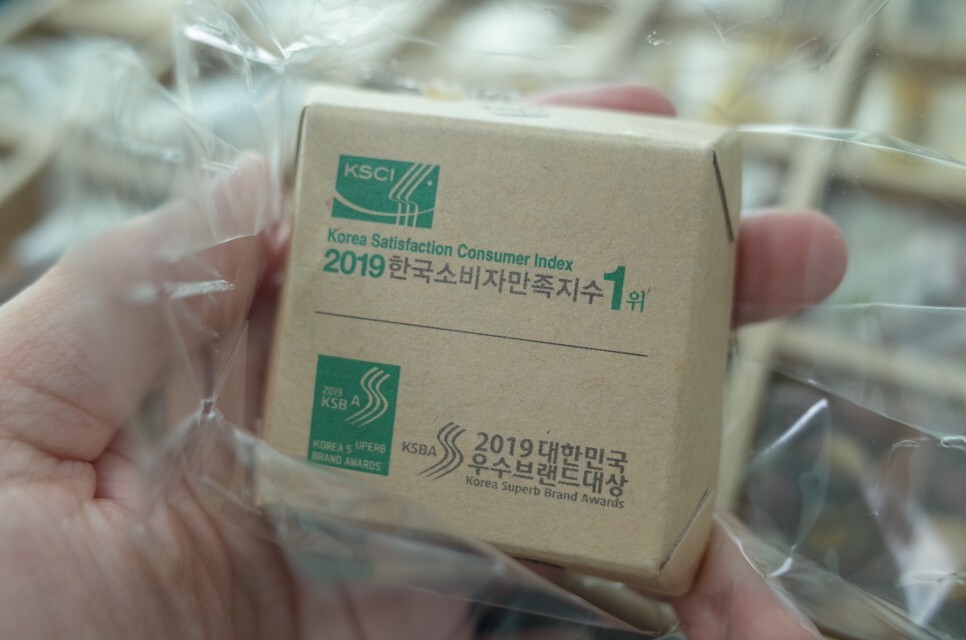 KSCI
Korea Satisfaction Consumer Index
2019 한국소비자만족지수 1위
2019
KSBA
KOREA SUPERB
BRAND AWARDS
KSBA
2019 대한민국
우수브랜드대상
Korea Superb Brand Awards